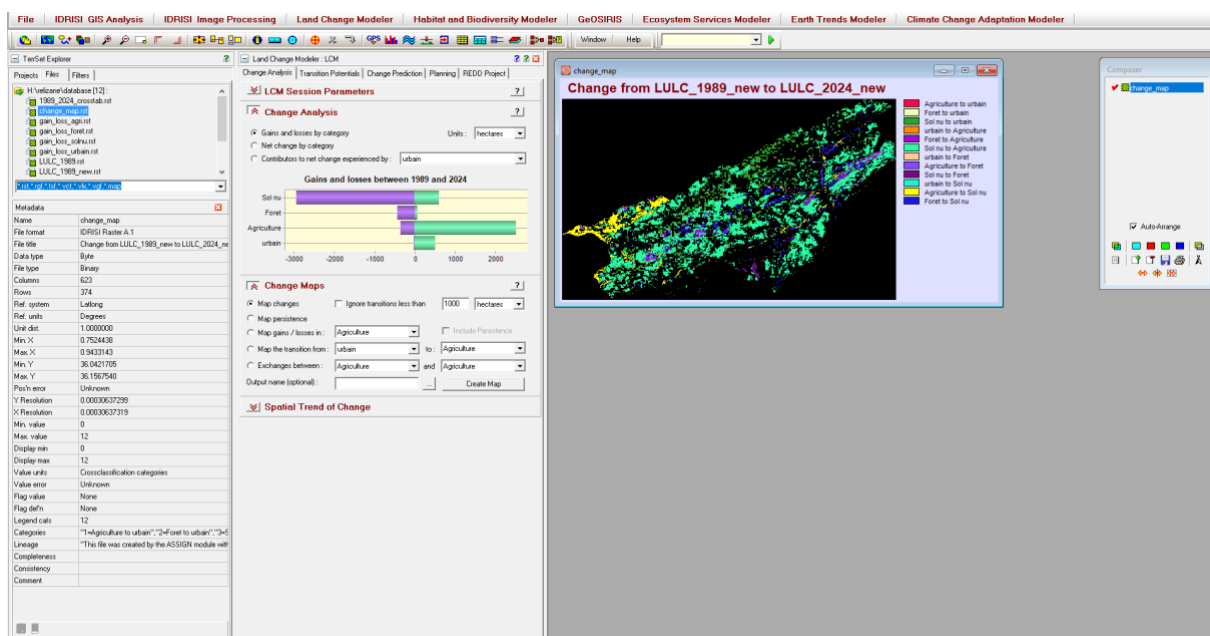 File IDRISI GIS Analysis IDRISI Image Processing Land Change Modeler Habitat and Biodiversity Modeler GeOSIRIS Ecosystem Services Modeler Earth Trends Modeler Climate Change Adaptation Modeler
Window Help
TerrSet Explorer ?
Projects Files Filters
H:\relizane\database [12] :
1989_2024_crosstab.rst
change_map.rst
gain_loss_agri.rst
gain_loss_foret.rst
gain_loss_solnu.rst
gain_loss_urbain.rst
LULC_1989.rst
LULC_1989_new.rst
*.rst,*.rgf,*.tsf,*.vct,*.vlx,*.vgf,*.map
Metadata
Name change_map
File format IDRISI Raster A.1
File title Change from LULC_1989_new to LULC_2024_ne
Data type Byte
File type Binary
Columns 623
Rows 374
Ref. system Latlong
Ref. units Degrees
Unit dist. 1.0000000
Min. X 0.7524438
Max. X 0.9433143
Min. Y 36.0421705
Max. Y 36.1567540
Pos'n error Unknown
Y Resolution 0.00030637299
X Resolution 0.00030637319
Min. value 0
Max. value 12
Display min 0
Display max 12
Value units Crossclassification categories
Value error Unknown
Flag value None
Flag def'n None
Legend cats 12
Categories "1=Agriculture to urbain","2=Foret to urbain","3=S
Lineage "This file was created by the ASSIGN module with
Completeness
Consistency
Comment
Land Change Modeler : LCM ? ?
Change Analysis Transition Potentials Change Prediction Planning REDD Project
LCM Session Parameters ?
Change Analysis ?
Gains and losses by category Units : hectares
Net change by category
Contributors to net change experienced by : urbain
Gains and losses between 1989 and 2024
Sol nu
Foret
Agriculture
urbain
-3000 -2000 -1000 0 1000 2000
Change Maps ?
Map changes Ignore transitions less than 1000 hectares
Map persistence
Map gains / losses in : Agriculture Include Persistence
Map the transition from : urbain to : Agriculture
Exchanges between : Agriculture and Agriculture
Output name (optional) : ... Create Map
Spatial Trend of Change
change_map
Change from LULC_1989_new to LULC_2024_new
Agriculture to urbain
Foret to urbain
Sol nu to urbain
urbain to Agriculture
Foret to Agriculture
Sol nu to Agriculture
urbain to Foret
Agriculture to Foret
Sol nu to Foret
urbain to Sol nu
Agriculture to Sol nu
Foret to Sol nu
Composer
change_map
Auto-Arrange